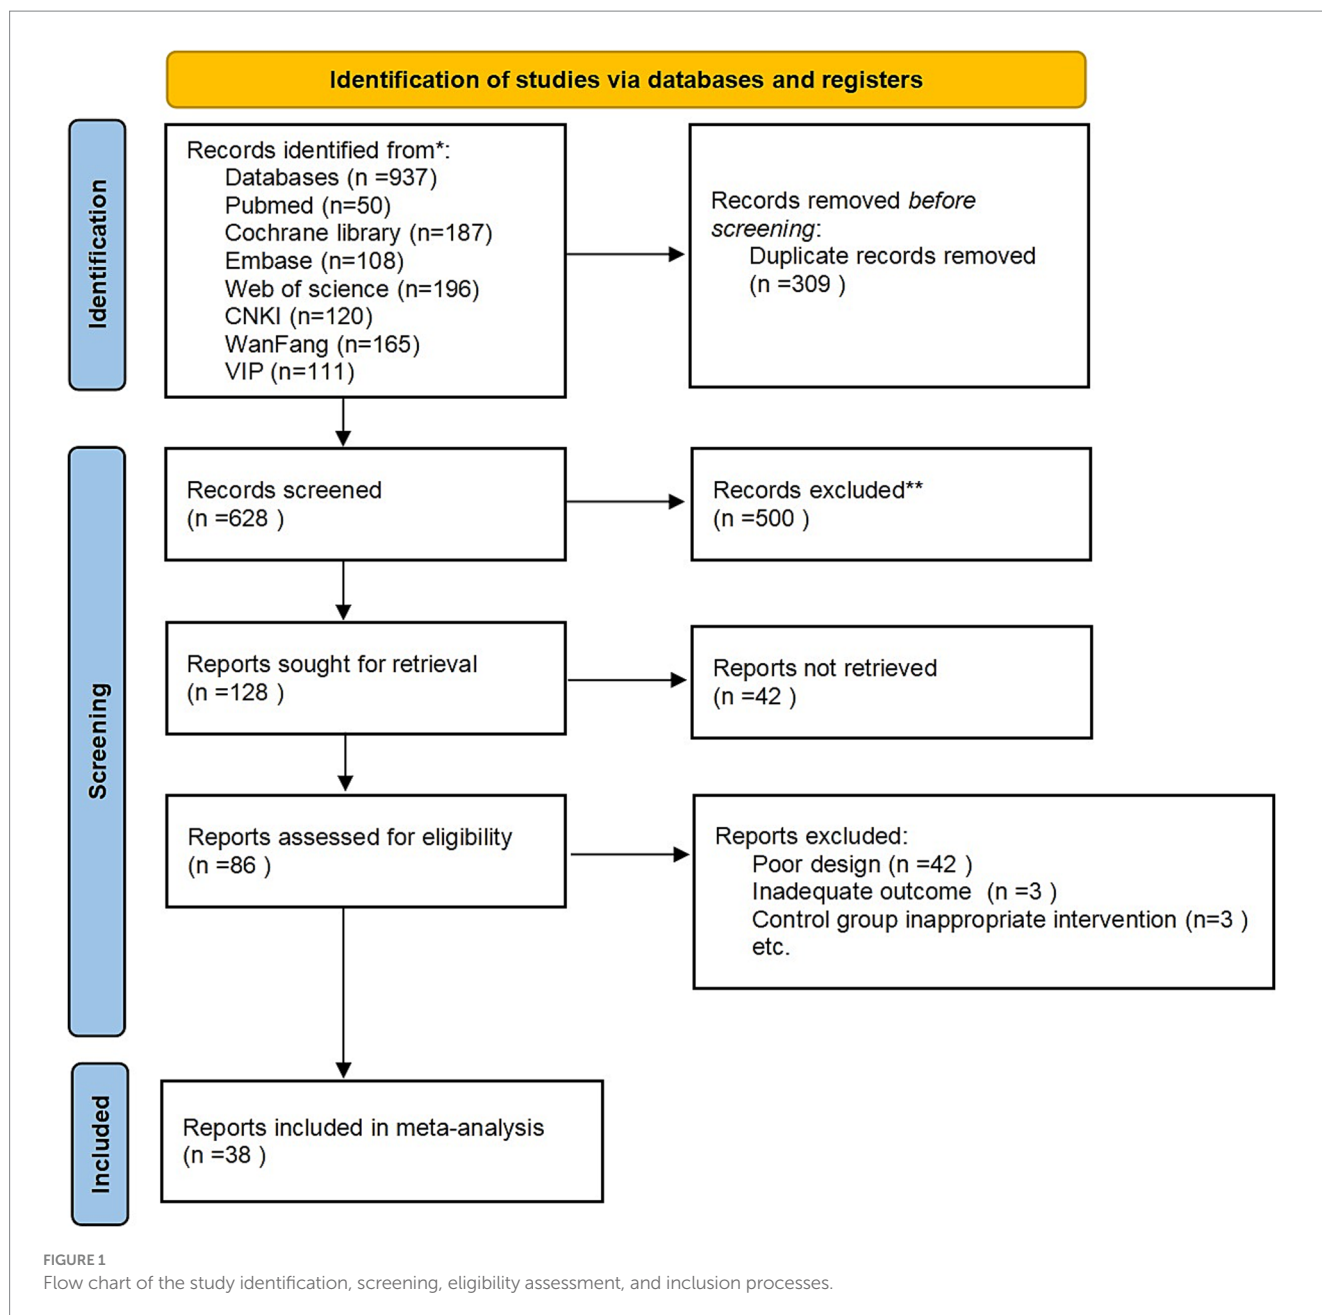 Identification of studies via databases and registers
Identification
Records identified from*:
Databases (n =937)
Pubmed (n=50)
Cochrane library (n=187)
Embase (n=108)
Web of science (n=196)
CNKI (n=120)
WanFang (n=165)
VIP (n=111)
Records removed before
screening:
Duplicate records removed
(n =309 )
Screening
Records screened
(n =628 )
Records excluded**
(n =500 )
Reports sought for retrieval
(n =128 )
Reports not retrieved
(n =42 )
Reports assessed for eligibility
(n =86 )
Reports excluded:
Poor design (n =42 )
Inadequate outcome  (n =3 )
Control group inappropriate intervention (n=3 )
etc.
Included
Reports included in meta-analysis
(n =38 )
FIGURE 1
Flow chart of the study identification, screening, eligibility assessment, and inclusion processes.